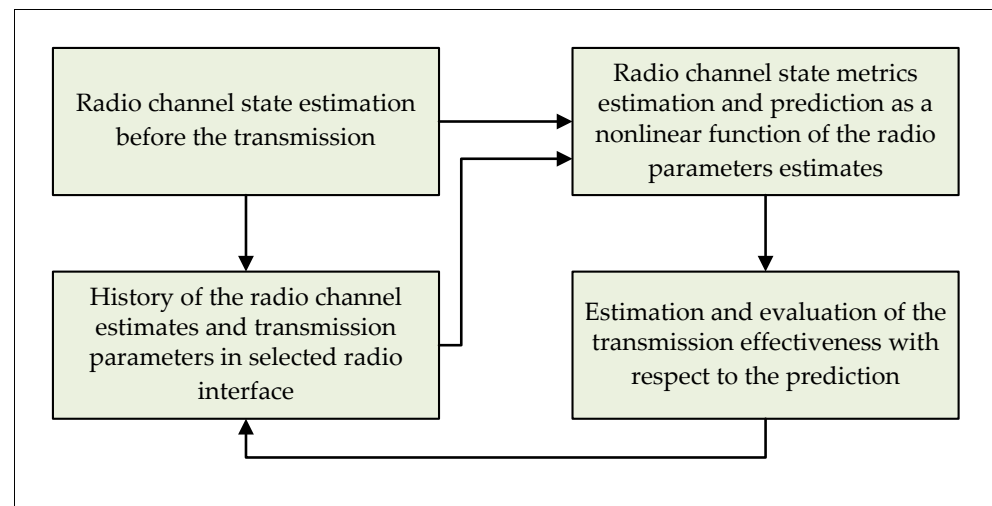 Radio channel state estimation
before the transmission
Radio channel state metrics
estimation and prediction as a
nonlinear function of the radio
parameters estimates
History of the radio channel
estimates and transmission
parameters in selected radio
interface
Estimation and evaluation of the
transmission effectiveness with
respect to the prediction